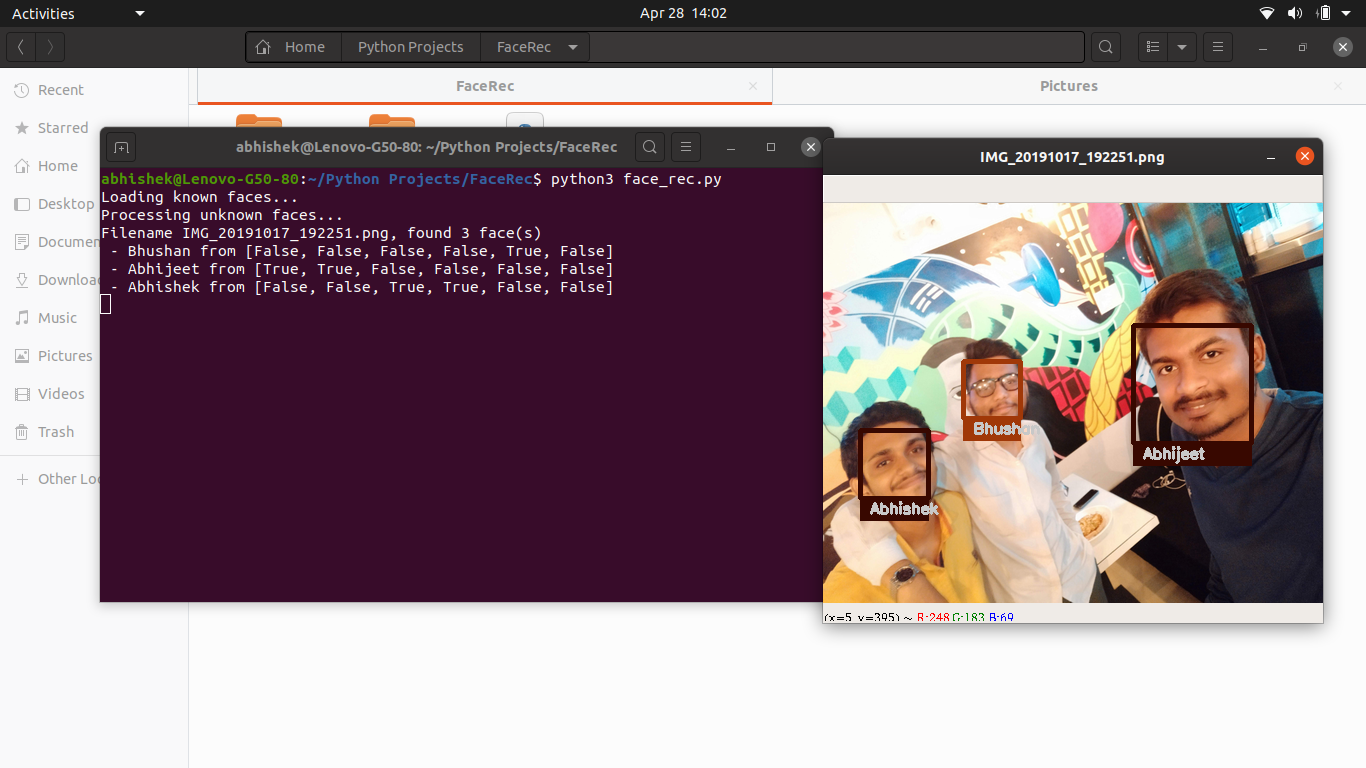 Activities
Apr 28 14:02
Home
Python Projects
FaceRec
Recent
Starred
Home
Desktop
Documen
Downloa
Music
Pictures
Videos
Trash
Other Loc
FaceRec
Pictures
abhishek@Lenovo-G50-80: ~/Python Projects/FaceRec
abhishek@Lenovo-G50-80:~/Python Projects/FaceRec$ python3 face_rec.py
Loading known faces...
Processing unknown faces...
Filename IMG_20191017_192251.png, found 3 face(s)
- Bhushan from [False, False, False, False, True, False]
- Abhijeet from [True, True, False, False, False, False]
- Abhishek from [False, False, True, True, False, False]
IMG_20191017_192251.png
Bhushan
Abhijeet
Abhishek
(x=5, y=395) ~ R:248 G:183 B:69